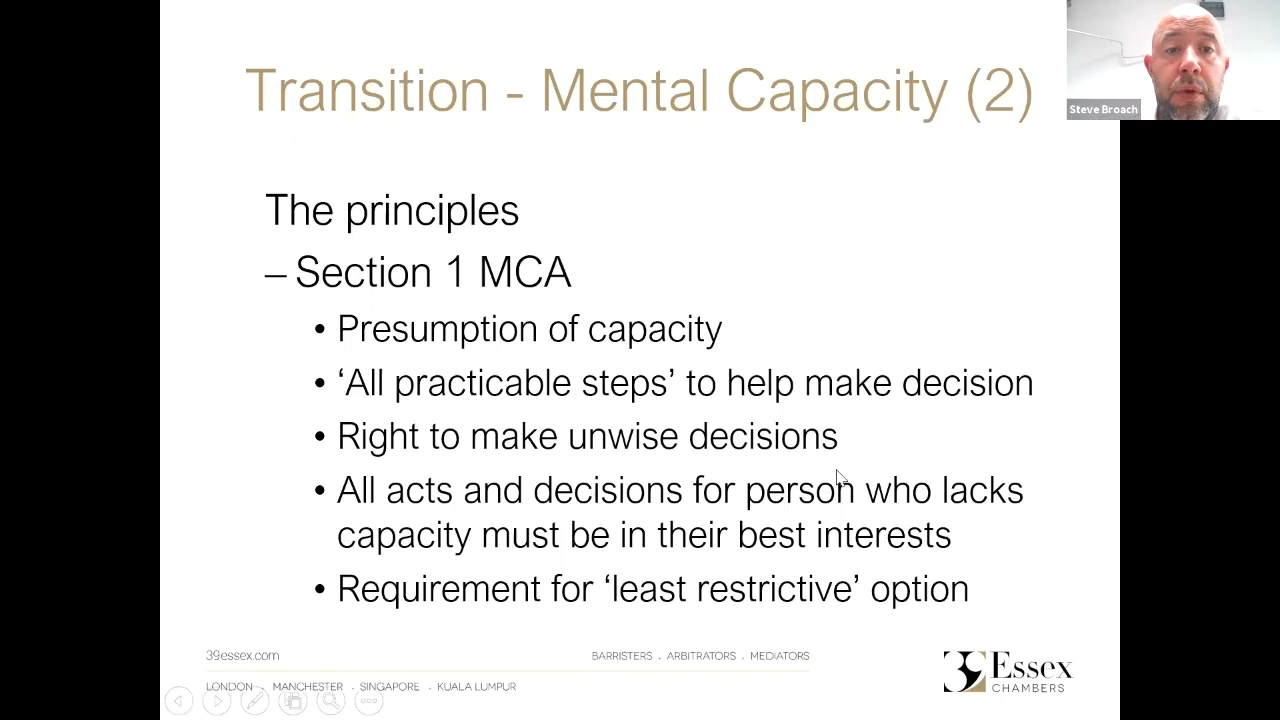 Transition - Mental Capacity (2)
Steve Broach
The principles
– Section 1 MCA
• Presumption of capacity
• ‘All practicable steps’ to help make decision
• Right to make unwise decisions
• All acts and decisions for person who lacks
capacity must be in their best interests
• Requirement for ‘least restrictive’ option
39essex.com
BARRISTERS . ARBITRATORS . MEDIATORS
39 Essex
CHAMBERS
LONDON . MANCHESTER . SINGAPORE . KUALA LUMPUR